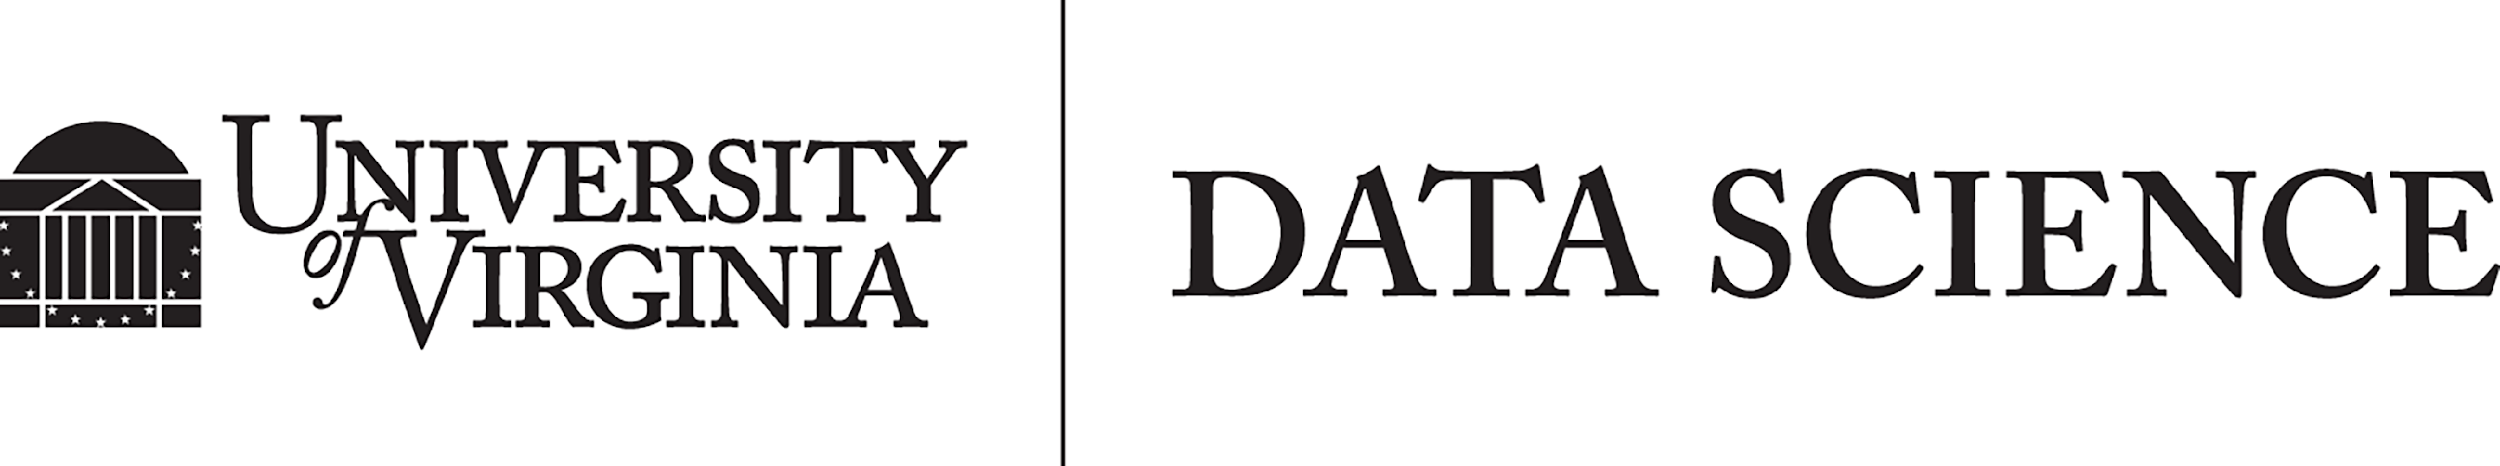 UNIVERSITY
of VIRGINIA
DATA SCIENCE